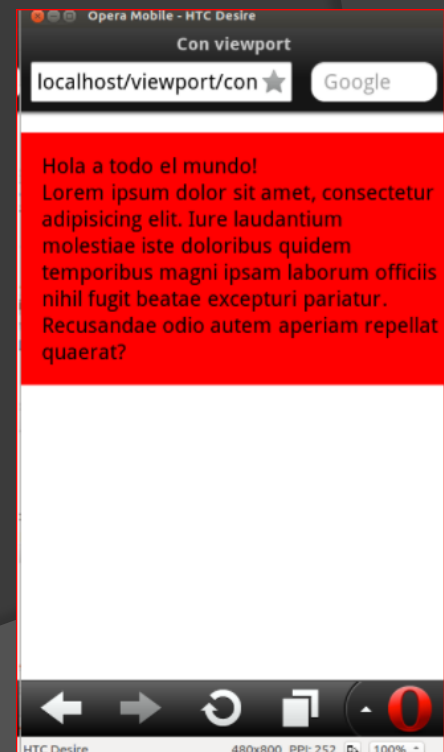 Opera Mobile - HTC Desire
Con viewport
localhost/viewport/con
Google
Hola a todo el mundo!
Lorem ipsum dolor sit amet, consectetur
adipisicing elit. Iure laudantium
molestiae iste doloribus quidem
temporibus magni ipsam laborum officiis
nihil fugit beatae excepturi pariatur.
Recusandae odio autem aperiam repellat
quaerat?
HTC Desire 480x800 PPI: 252 100%